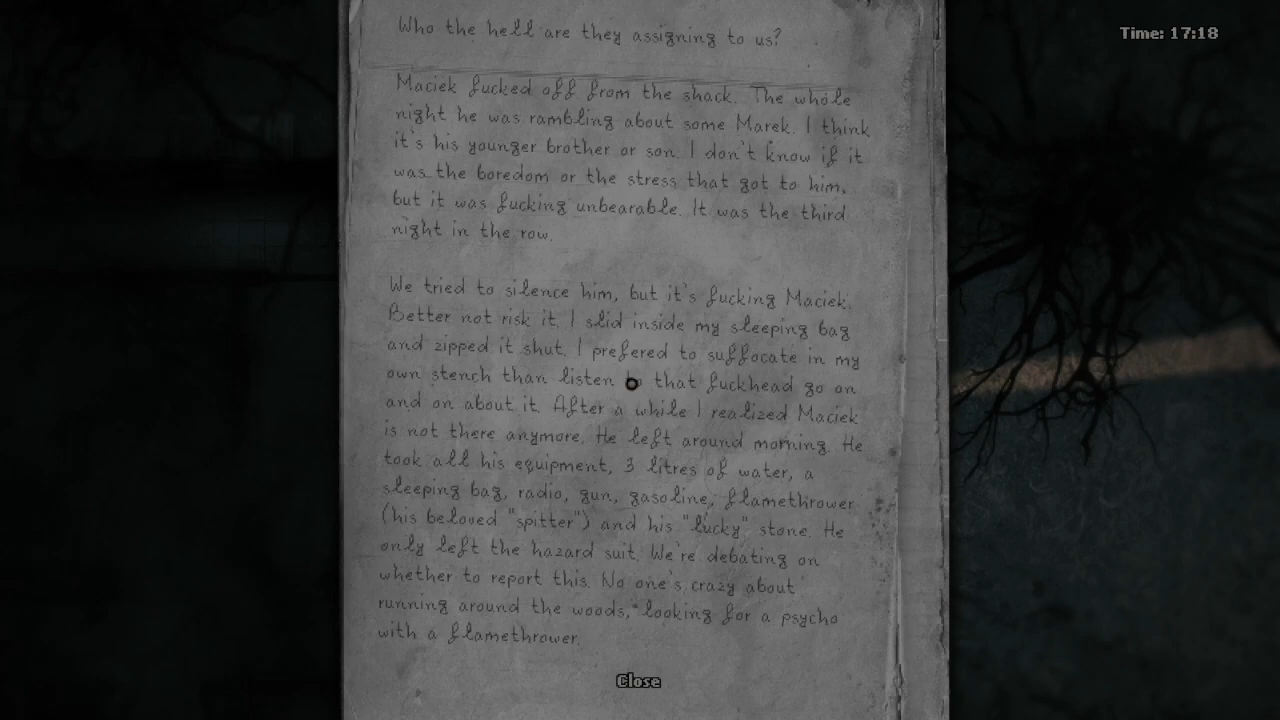 Who the hell are they assigning to us?
Time: 17:18
Maciek fucked off from the shack. The whole
night he was rambling about some Marek. I think
it's his younger brother or son. I don't know if it
was the boredom or the stress that got to him,
but it was fucking unbearable. It was the third
night in the row.
We tried to silence him, but it's fucking Maciek.
Better not risk it. I slid inside my sleeping bag
and zipped it shut. I prefered to suffocate in my
own stench than listen that fuckhead go on
and on about it. After a while I realized Maciek
is not there anymore. He left around morning. He
took all his equipment, 3 litres of water, a
sleeping bag, radio, gun, gasoline, flamethrower
(his beloved "spitter") and his "lucky" stone. He
only left the hazard suit. We're debating on
whether to report this. No one's crazy about
running around the woods, looking for a psycho
with a flamethrower.
Close